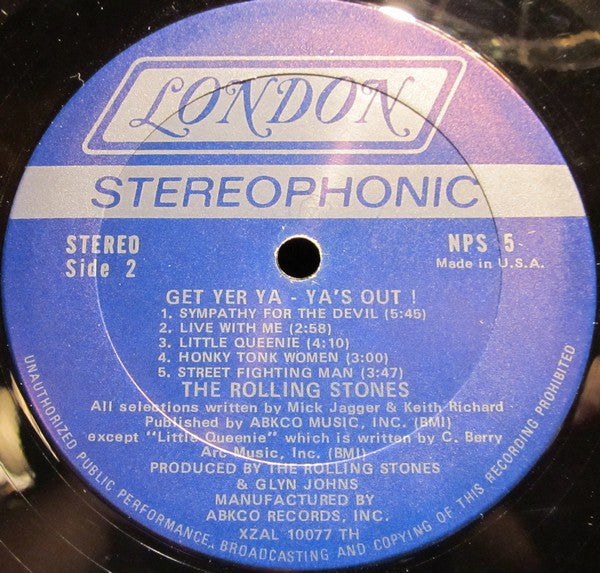 LONDON
STEREOPHONIC
STEREO
Side 2
NPS 5
Made in U.S.A.
GET YER YA - YA'S OUT !
1. SYMPATHY FOR THE DEVIL (5:45)
2. LIVE WITH ME (2:58)
3. LITTLE QUEENIE (4:10)
4. HONKY TONK WOMEN (3:00)
5. STREET FIGHTING MAN (3:47)
THE ROLLING STONES
All selections written by Mick Jagger & Keith Richard
Published by ABKCO MUSIC, INC. (BMI)
except "Little Queenie" which is written by C. Berry
Arc Music, Inc. (BMI)
PRODUCED BY THE ROLLING STONES
& GLYN JOHNS
MANUFACTURED BY
ABKCO RECORDS, INC.
XZAL 10077 TH
UNAUTHORIZED PUBLIC PERFORMANCE, BROADCASTING AND COPYING OF THIS RECORDING PROHIBITED